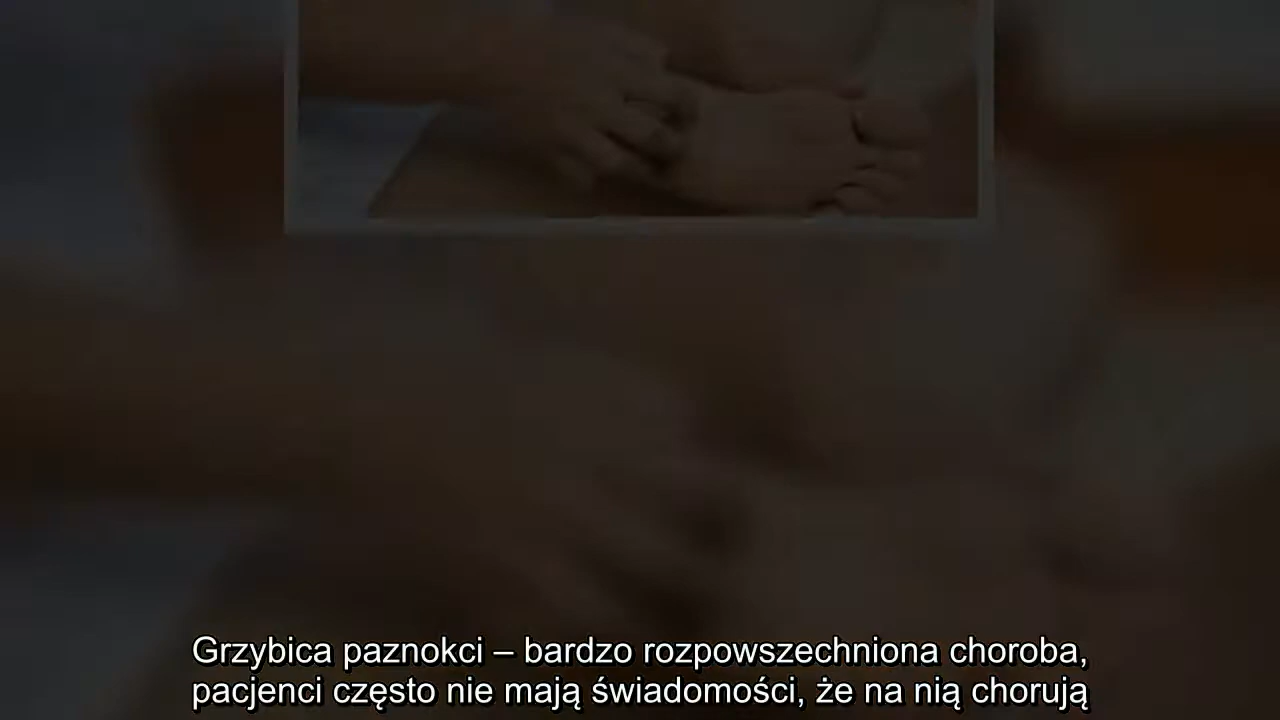 Grzybica paznokci – bardzo rozpowszechniona choroba,
pacjenci często nie mają świadomości, że na nią chorują